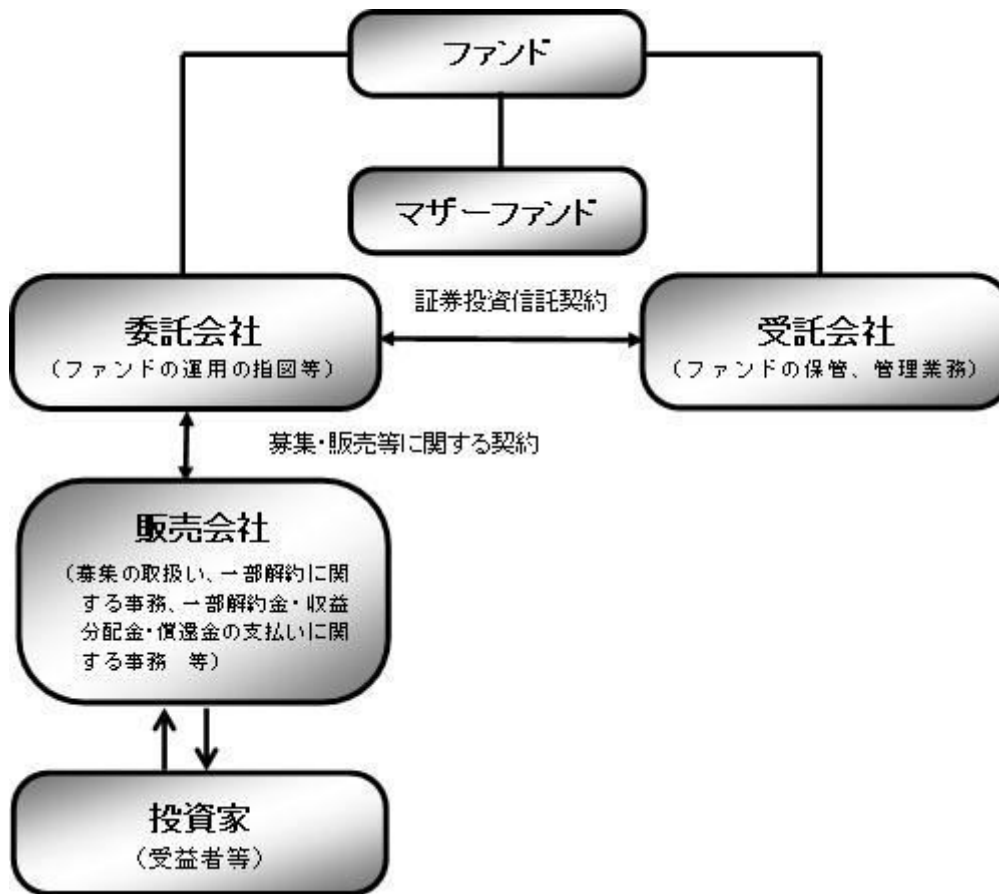 ファンド
マザーファンド
証券投資信託契約
委託会社
(ファンドの運用の指図等)
受託会社
(ファンドの保管、管理業務)
募集・販売等に関する契約
販売会社
(募集の取扱い、一部解約に関
する事務、一部解約金・収益
分配金・償還金の支払いに関
する事務　等)
投資家
(受益者等)